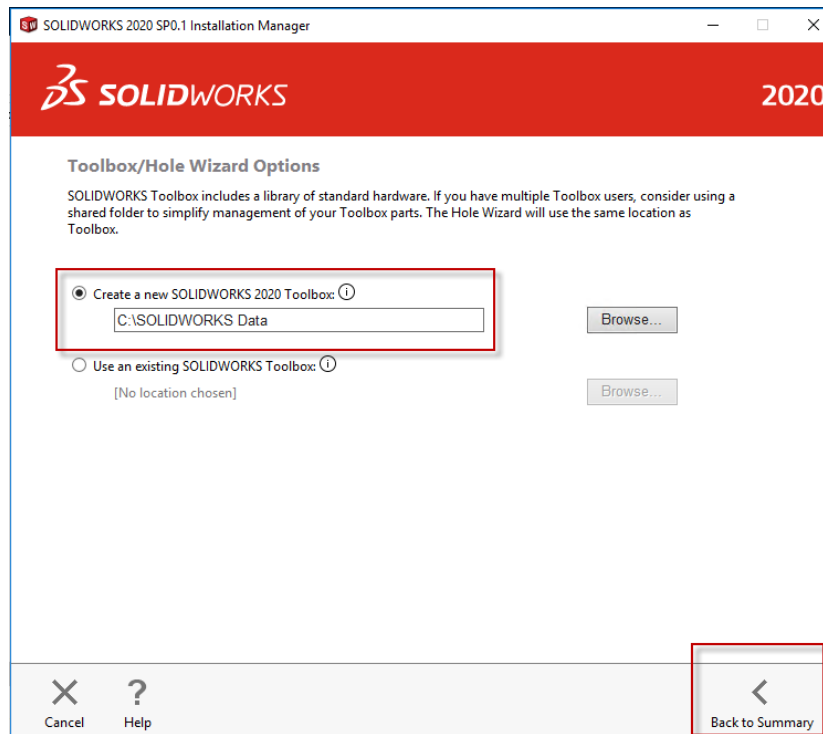 SOLIDWORKS 2020 SP0.1 Installation Manager
SOLIDWORKS
2020
Toolbox/Hole Wizard Options
SOLIDWORKS Toolbox includes a library of standard hardware. If you have multiple Toolbox users, consider using a
shared folder to simplify management of your Toolbox parts. The Hole Wizard will use the same location as
Toolbox.
Create a new SOLIDWORKS 2020 Toolbox:
C:\SOLIDWORKS Data
Browse...
Use an existing SOLIDWORKS Toolbox:
[No location chosen]
Browse...
Cancel
Help
Back to Summary